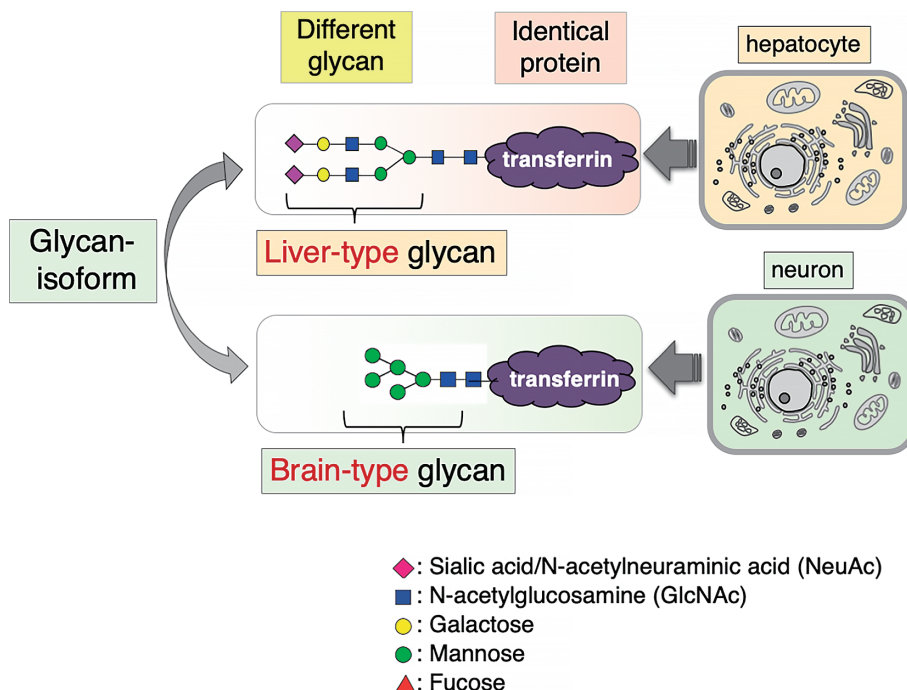 Different
glycan
Identical
protein
hepatocyte
transferrin
Liver-type glycan
Glycan-
isoform
neuron
transferrin
Brain-type glycan
: Sialic acid/N-acetylneuraminic acid (NeuAc)
: N-acetylglucosamine (GlcNAc)
: Galactose
: Mannose
: Fucose